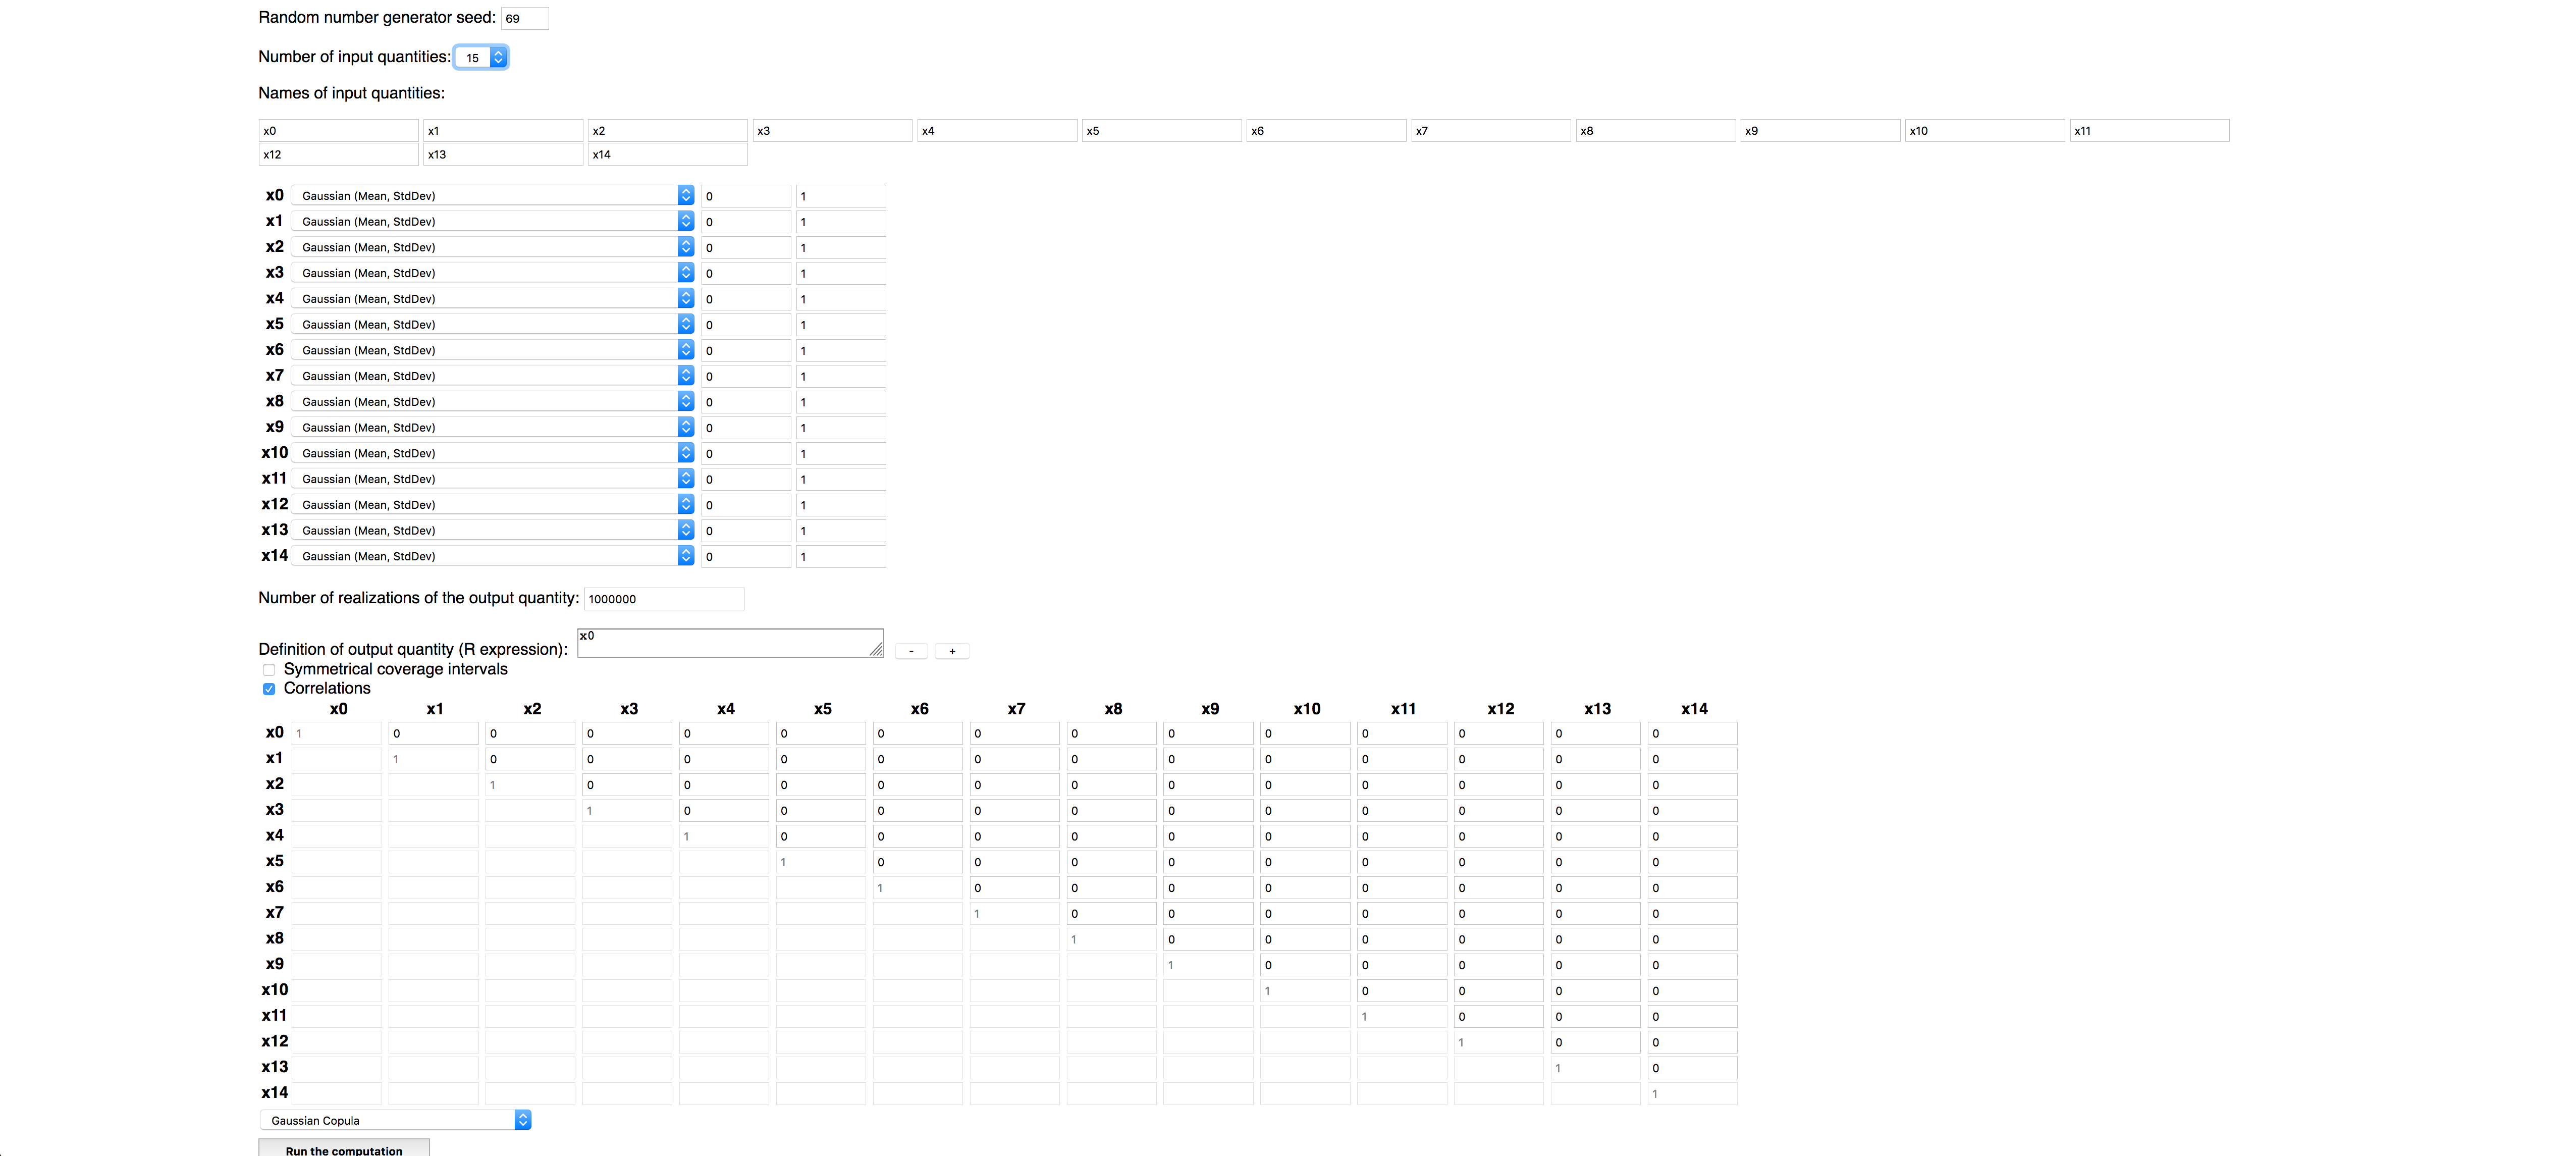 Random number generator seed: 69
Number of input quantities: 15
Names of input quantities:
x0 x1 x2 x3 x4 x5 x6 x7 x8 x9 x10 x11
x12 x13 x14
x0 Gaussian (Mean, StdDev) 0 1
x1 Gaussian (Mean, StdDev) 0 1
x2 Gaussian (Mean, StdDev) 0 1
x3 Gaussian (Mean, StdDev) 0 1
x4 Gaussian (Mean, StdDev) 0 1
x5 Gaussian (Mean, StdDev) 0 1
x6 Gaussian (Mean, StdDev) 0 1
x7 Gaussian (Mean, StdDev) 0 1
x8 Gaussian (Mean, StdDev) 0 1
x9 Gaussian (Mean, StdDev) 0 1
x10 Gaussian (Mean, StdDev) 0 1
x11 Gaussian (Mean, StdDev) 0 1
x12 Gaussian (Mean, StdDev) 0 1
x13 Gaussian (Mean, StdDev) 0 1
x14 Gaussian (Mean, StdDev) 0 1
Number of realizations of the output quantity: 1000000
Definition of output quantity (R expression): x0 - +
Symmetrical coverage intervals
Correlations
x0 x1 x2 x3 x4 x5 x6 x7 x8 x9 x10 x11 x12 x13 x14
x0 1 0 0 0 0 0 0 0 0 0 0 0 0 0 0
x1 1 0 0 0 0 0 0 0 0 0 0 0 0 0
x2 1 0 0 0 0 0 0 0 0 0 0 0 0
x3 1 0 0 0 0 0 0 0 0 0 0 0
x4 1 0 0 0 0 0 0 0 0 0 0
x5 1 0 0 0 0 0 0 0 0 0
x6 1 0 0 0 0 0 0 0 0
x7 1 0 0 0 0 0 0 0
x8 1 0 0 0 0 0 0
x9 1 0 0 0 0 0
x10 1 0 0 0 0
x11 1 0 0 0
x12 1 0 0
x13 1 0
x14 1
Gaussian Copula
Run the computation